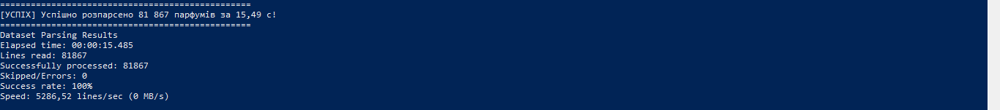 =================================================
[УСПІХ] Успішно розпарсено 81 867 парфумів за 15,49 с!
=================================================
Dataset Parsing Results
Elapsed time: 00:00:15.485
Lines read: 81867
Successfully processed: 81867
Skipped/Errors: 0
Success rate: 100%
Speed: 5286,52 lines/sec (0 MB/s)